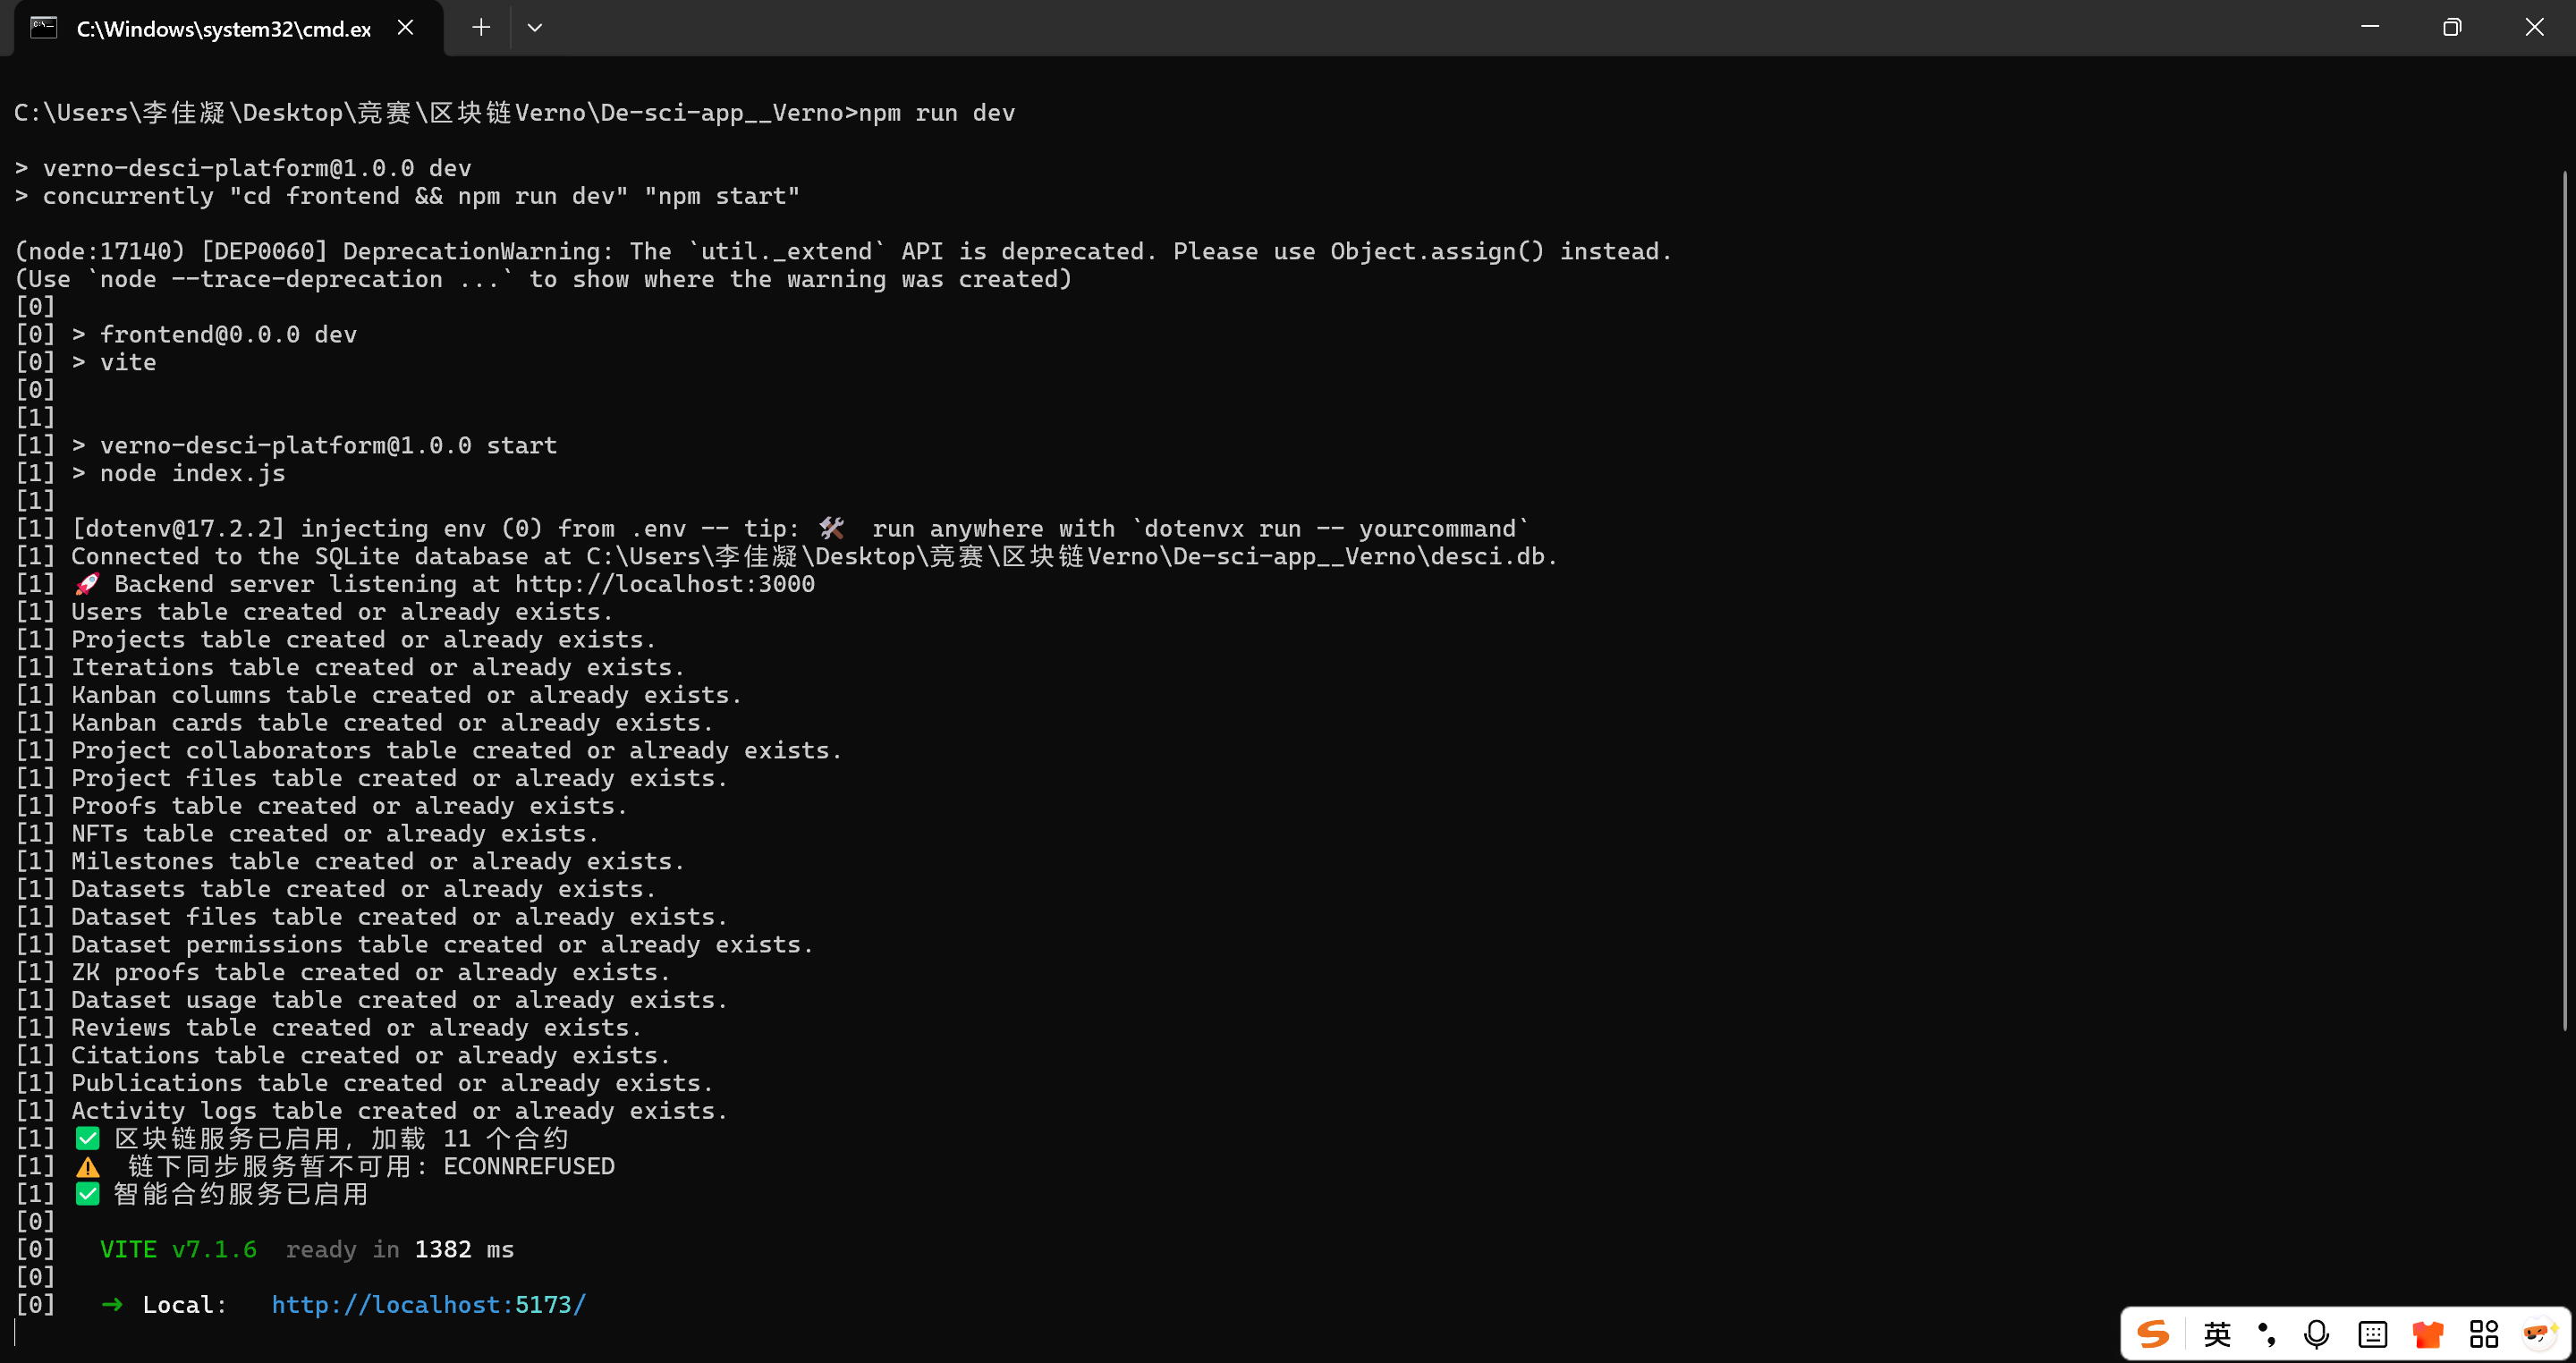 C:\Windows\system32\cmd.ex
C:\Users\李佳凝\Desktop\竞赛\区块链Verno\De-sci-app__Verno>npm run dev
> verno-desci-platform@1.0.0 dev
> concurrently "cd frontend && npm run dev" "npm start"
(node:17140) [DEP0060] DeprecationWarning: The `util._extend` API is deprecated. Please use Object.assign() instead.
(Use `node --trace-deprecation ...` to show where the warning was created)
[0]
[0] > frontend@0.0.0 dev
[0] > vite
[0]
[1]
[1] > verno-desci-platform@1.0.0 start
[1] > node index.js
[1]
[1] [dotenv@17.2.2] injecting env (0) from .env -- tip: 🛠️ run anywhere with `dotenvx run -- yourcommand`
[1] Connected to the SQLite database at C:\Users\李佳凝\Desktop\竞赛\区块链Verno\De-sci-app__Verno\desci.db.
[1] 🚀 Backend server listening at http://localhost:3000
[1] Users table created or already exists.
[1] Projects table created or already exists.
[1] Iterations table created or already exists.
[1] Kanban columns table created or already exists.
[1] Kanban cards table created or already exists.
[1] Project collaborators table created or already exists.
[1] Project files table created or already exists.
[1] Proofs table created or already exists.
[1] NFTs table created or already exists.
[1] Milestones table created or already exists.
[1] Datasets table created or already exists.
[1] Dataset files table created or already exists.
[1] Dataset permissions table created or already exists.
[1] ZK proofs table created or already exists.
[1] Dataset usage table created or already exists.
[1] Reviews table created or already exists.
[1] Citations table created or already exists.
[1] Publications table created or already exists.
[1] Activity logs table created or already exists.
[1] ✅ 区块链服务已启用，加载 11 个合约
[1] ⚠️ 链下同步服务暂不可用: ECONNREFUSED
[1] ✅ 智能合约服务已启用
[0]
[0] VITE v7.1.6 ready in 1382 ms
[0]
[0] ➜ Local: http://localhost:5173/
英